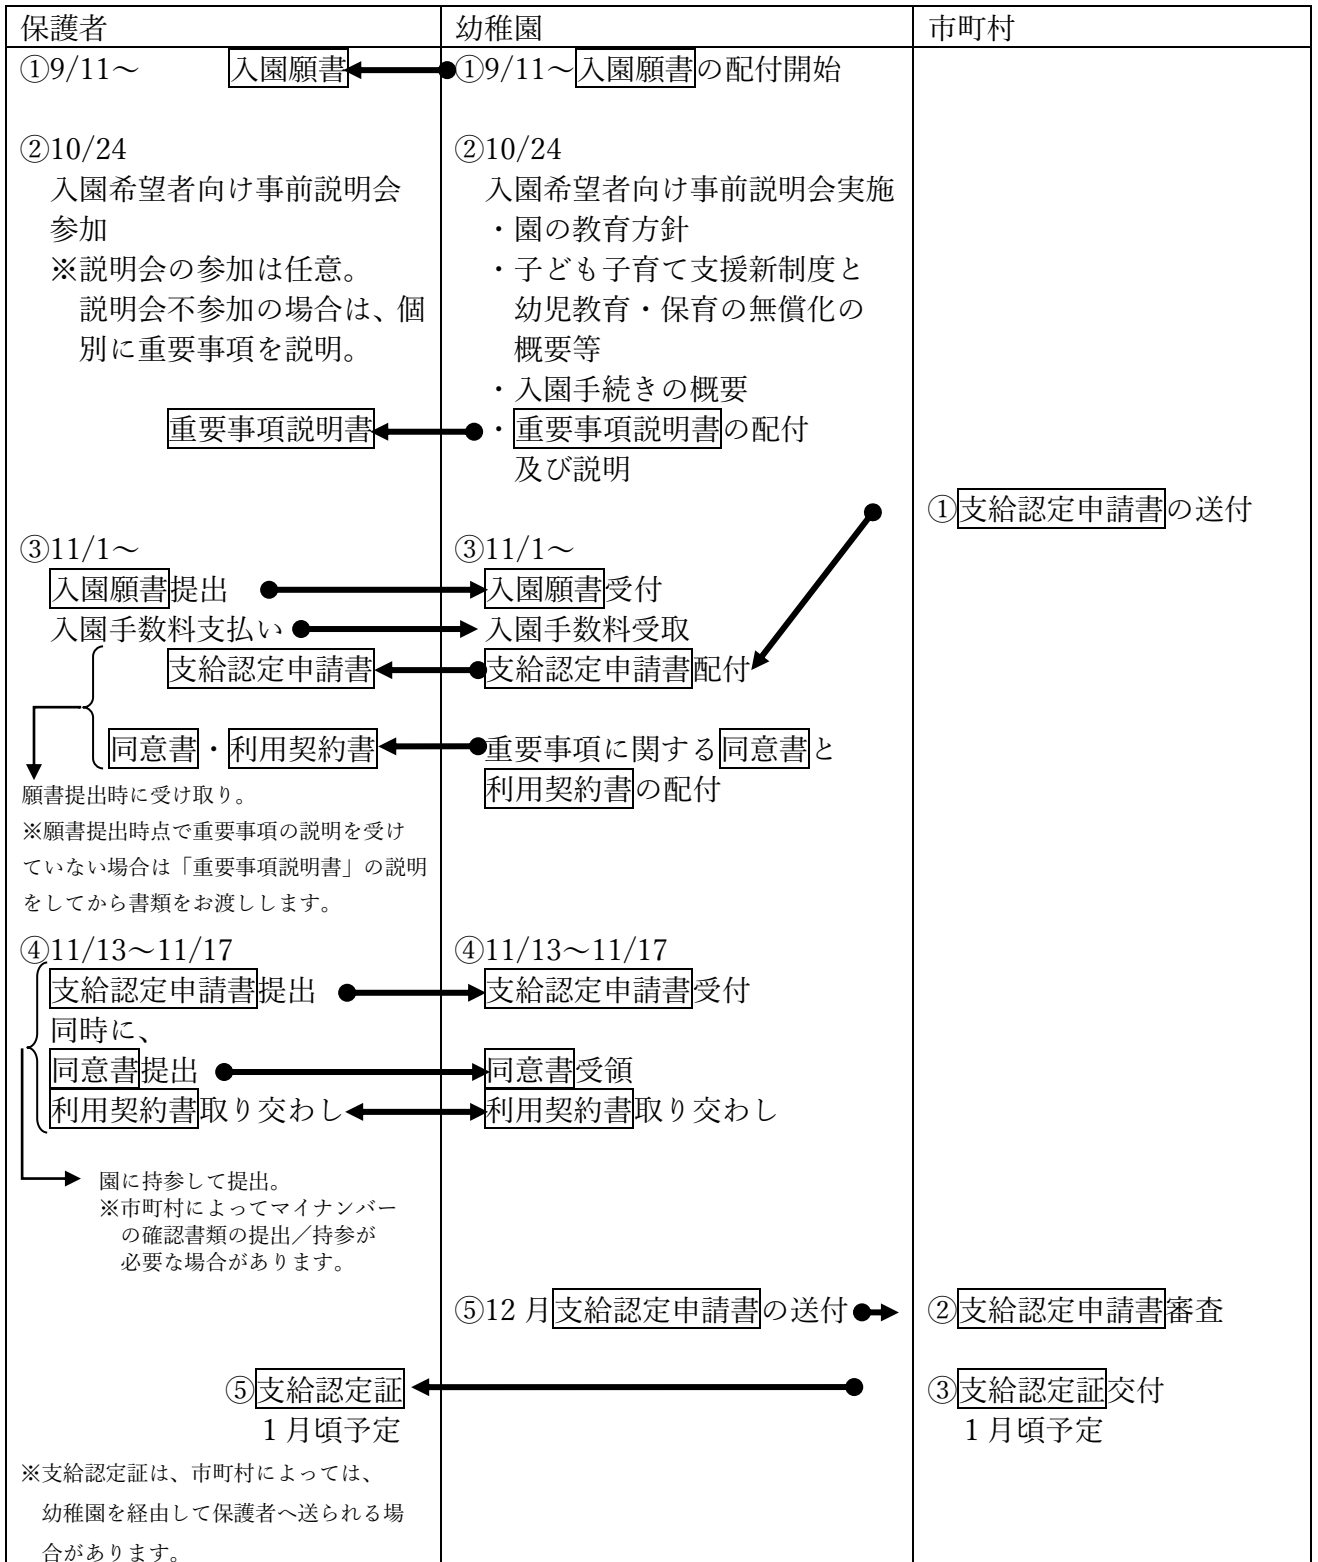 保護者
幼稚園
市町村
①9/11～ 入園願書
①9/11～入園願書の配付開始
②10/24
入園希望者向け事前説明会
参加
※説明会の参加は任意。
説明会不参加の場合は、個
別に重要事項を説明。
重要事項説明書
②10/24
入園希望者向け事前説明会実施
・園の教育方針
・子ども子育て支援新制度と
幼児教育・保育の無償化の
概要等
・入園手続きの概要
・重要事項説明書の配付
及び説明
①支給認定申請書の送付
③11/1～
入園願書提出
入園手数料支払い
支給認定申請書
同意書・利用契約書
願書提出時に受け取り。
※願書提出時点で重要事項の説明を受け
ていない場合は「重要事項説明書」の説明
をしてから書類をお渡しします。
③11/1～
入園願書受付
入園手数料受取
支給認定申請書配付
重要事項に関する同意書と
利用契約書の配付
④11/13～11/17
支給認定申請書提出
同時に、
同意書提出
利用契約書取り交わし
園に持参して提出。
※市町村によってマイナンバー
の確認書類の提出／持参が
必要な場合があります。
④11/13～11/17
支給認定申請書受付
同意書受領
利用契約書取り交わし
⑤12 月支給認定申請書の送付
②支給認定申請書審査
⑤支給認定証
1 月頃予定
③支給認定証交付
1 月頃予定
※支給認定証は、市町村によっては、
幼稚園を経由して保護者へ送られる場
合があります。